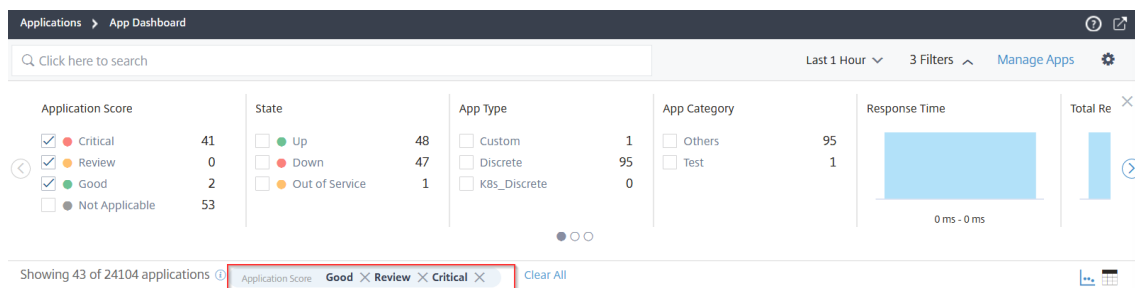 Applications > App Dashboard
Click here to search
Last 1 Hour
3 Filters
Manage Apps
Application Score
Critical 41
Review 0
Good 2
Not Applicable 53
State
Up 48
Down 47
Out of Service 1
App Type
Custom 1
Discrete 95
K8s_Discrete 0
App Category
Others 95
Test 1
Response Time
0 ms - 0 ms
Total Re
Showing 43 of 24104 applications
Application Score Good Review Critical
Clear All